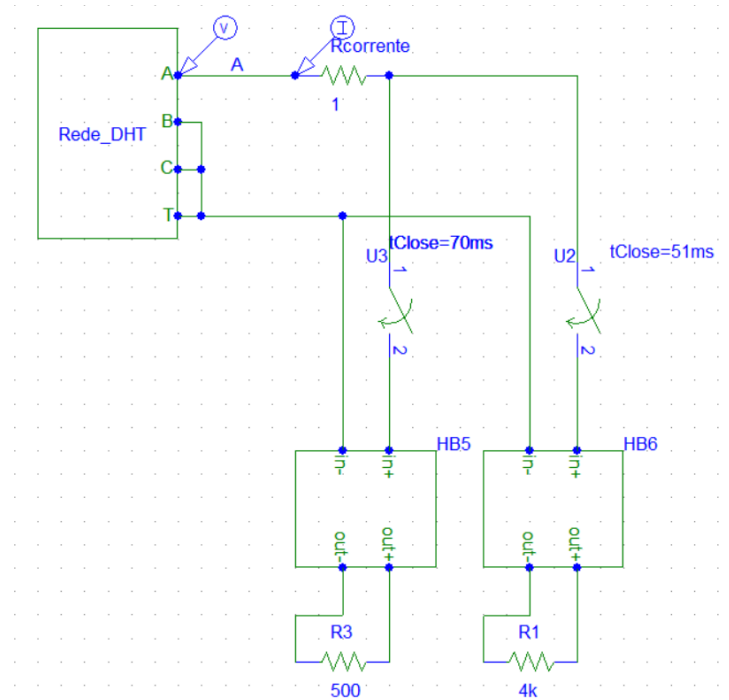 V
I
Rcorrente
A
A
1
B
Rede_DHT
C
T
tClose=70ms
U3
1
2
U2
1
2
tClose=51ms
HB5
in-
in+
out-
out+
HB6
in-
in+
out-
out+
R3
500
R1
4k